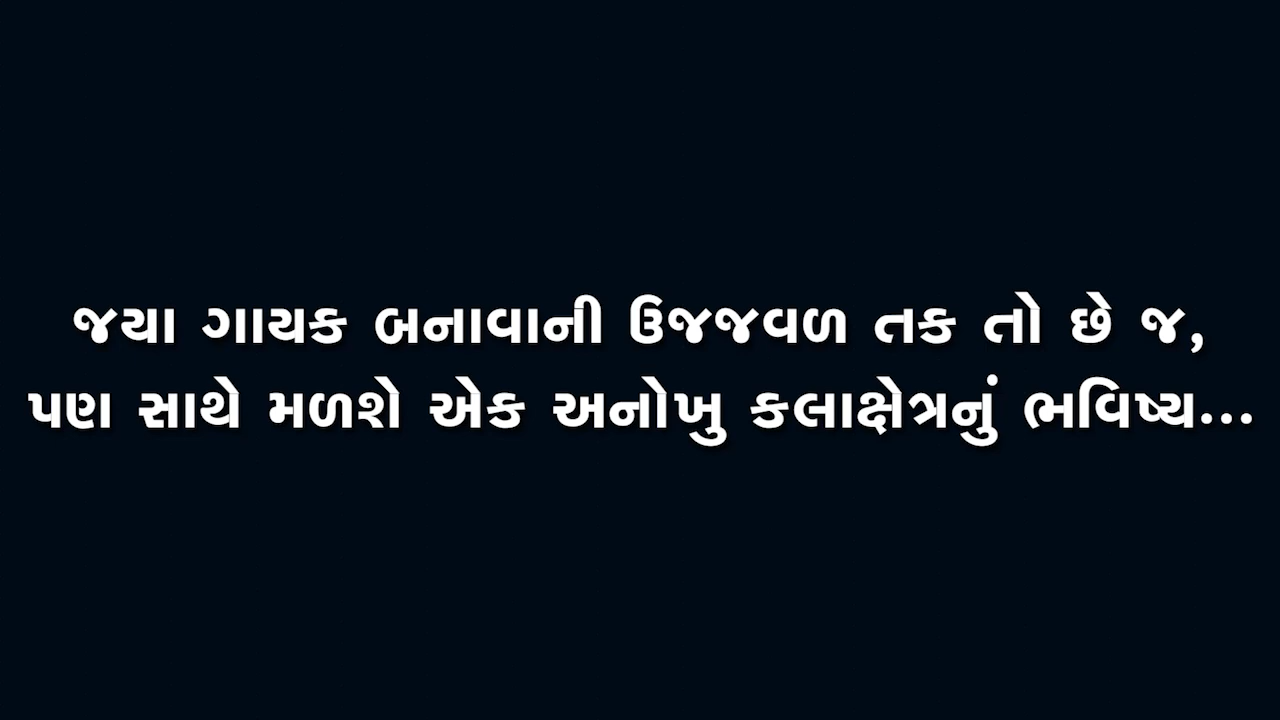 જયા ગાયક બનાવાની ઉજજવળ તક તો છે જ,
પણ સાથે મળશે એક અનોખુ કલાક્ષેત્રનું ભવિષ્ય...